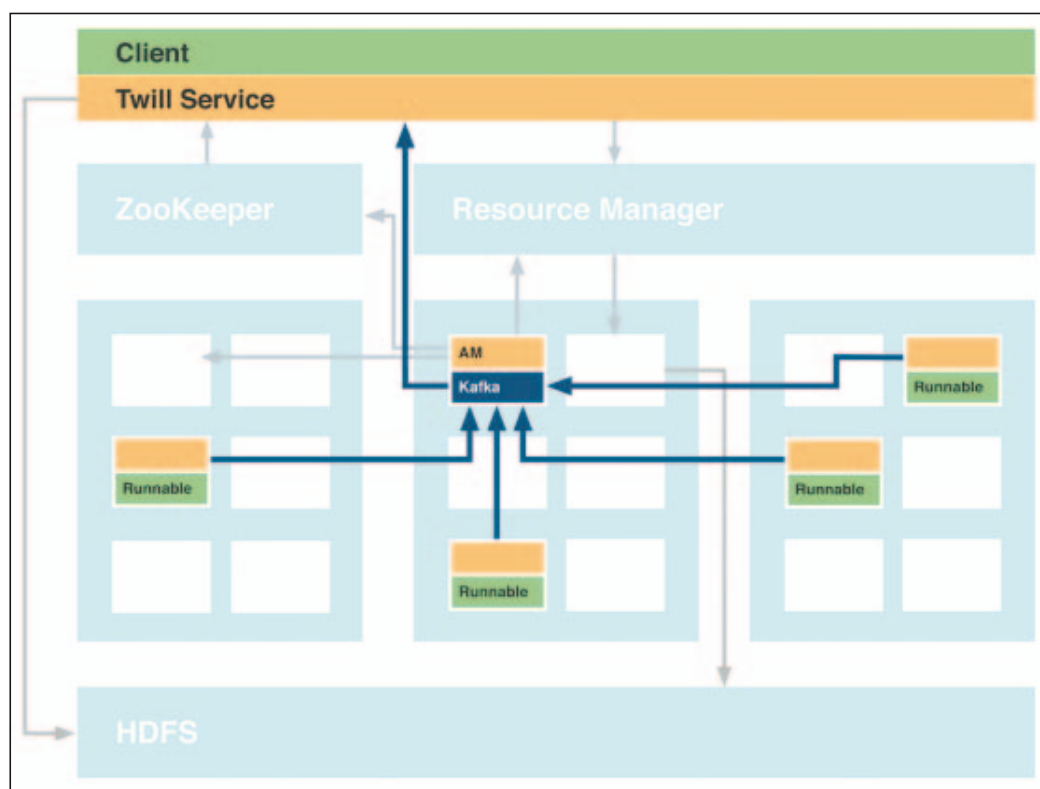 Client
Twill Service
ZooKeeper
Resource Manager
AM
Kafka
Runnable
Runnable
Runnable
Runnable
HDFS